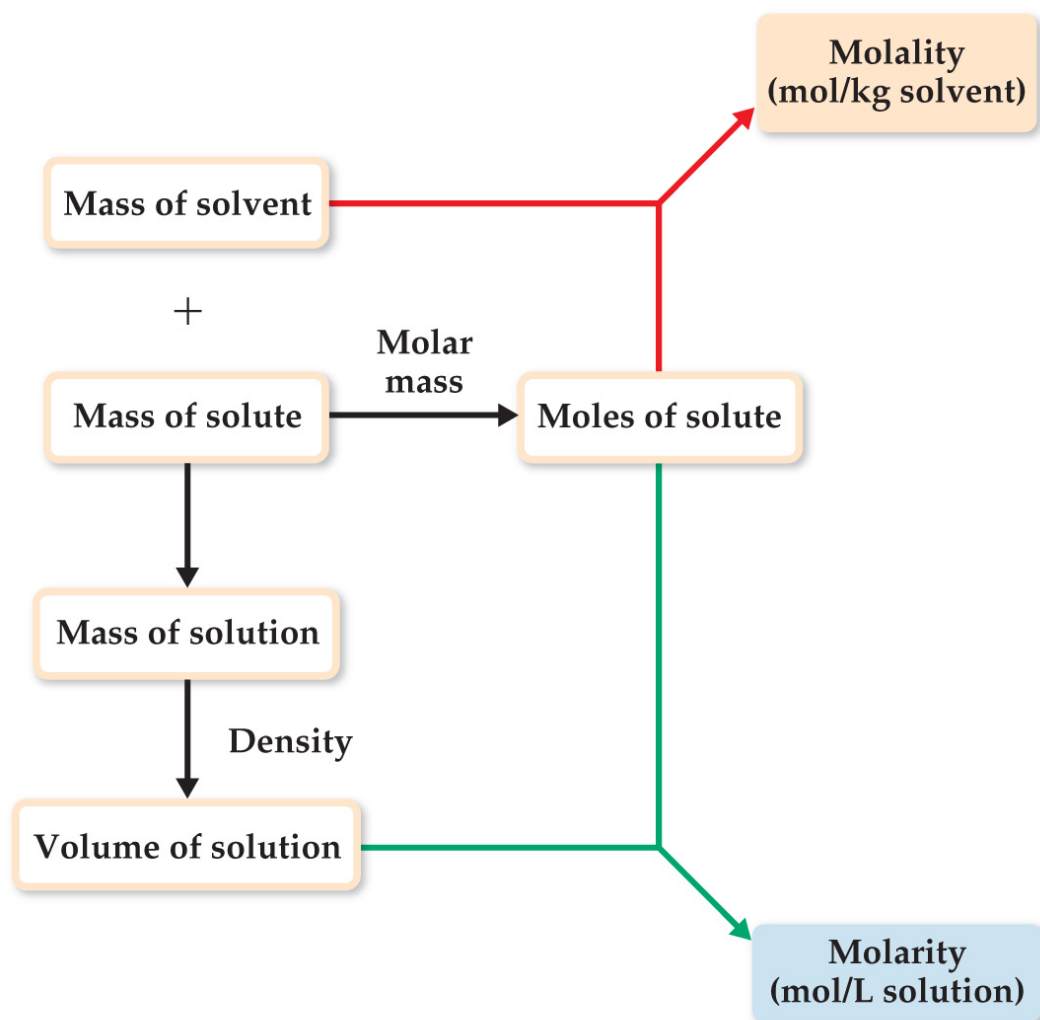 Molality
(mol/kg solvent)
Mass of solvent
+
Molar
mass
Mass of solute
Moles of solute
Mass of solution
Density
Volume of solution
Molarity
(mol/L solution)